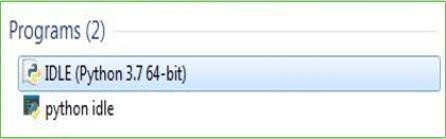 Programs (2)
IDLE (Python 3.7 64-bit)
python idle